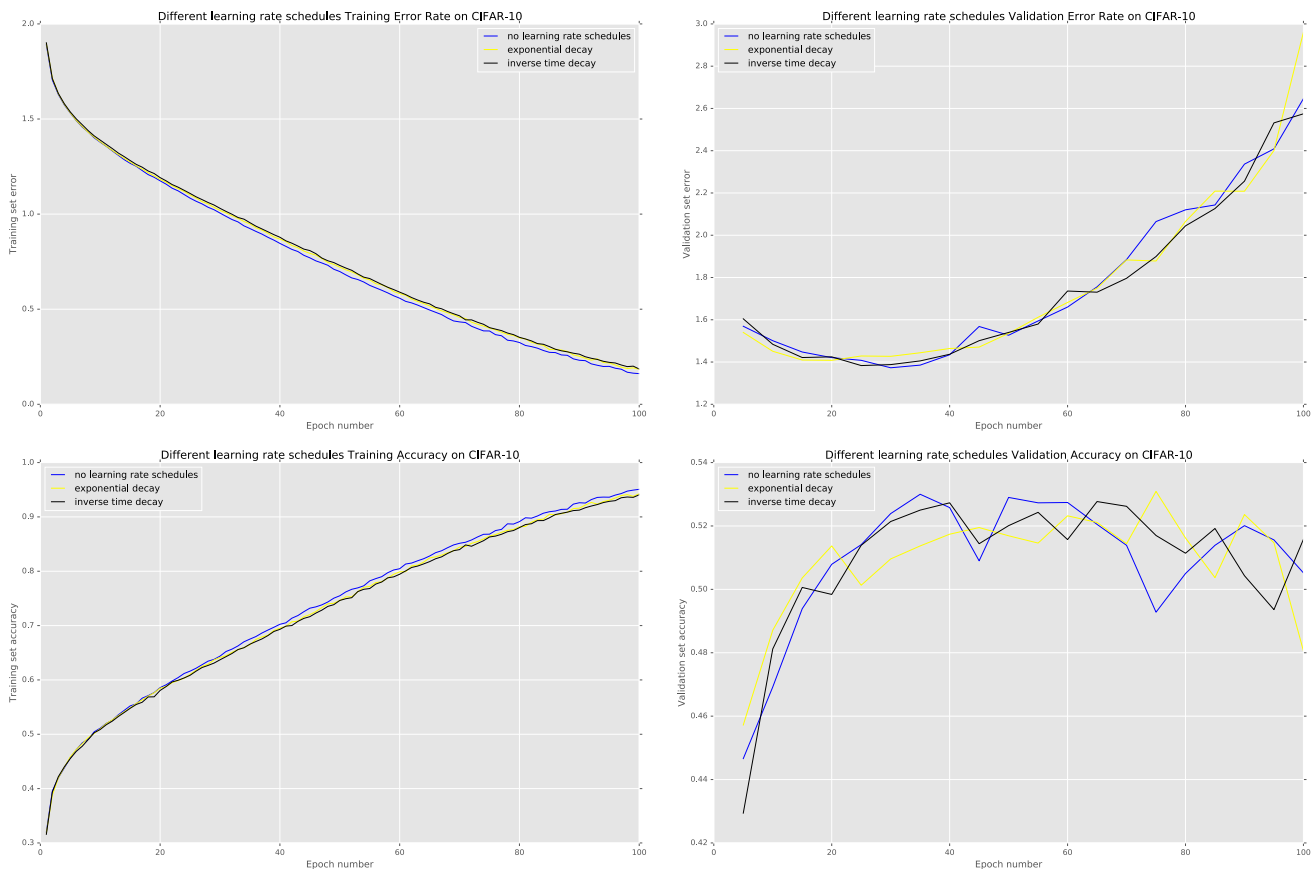 Different learning rate schedules Training Error Rate on CIFAR-10
2.0
1.5
1.0
0.5
0.0
Training set error
no learning rate schedules
exponential decay
inverse time decay
0 20 40 60 80 100
Epoch number
Different learning rate schedules Validation Error Rate on CIFAR-10
3.0
2.8
2.6
2.4
2.2
2.0
1.8
1.6
1.4
1.2
Validation set error
no learning rate schedules
exponential decay
inverse time decay
0 20 40 60 80 100
Epoch number
Different learning rate schedules Training Accuracy on CIFAR-10
1.0
0.9
0.8
0.7
0.6
0.5
0.4
0.3
Training set accuracy
no learning rate schedules
exponential decay
inverse time decay
0 20 40 60 80 100
Epoch number
Different learning rate schedules Validation Accuracy on CIFAR-10
0.54
0.52
0.50
0.48
0.46
0.44
0.42
Validation set accuracy
no learning rate schedules
exponential decay
inverse time decay
0 20 40 60 80 100
Epoch number